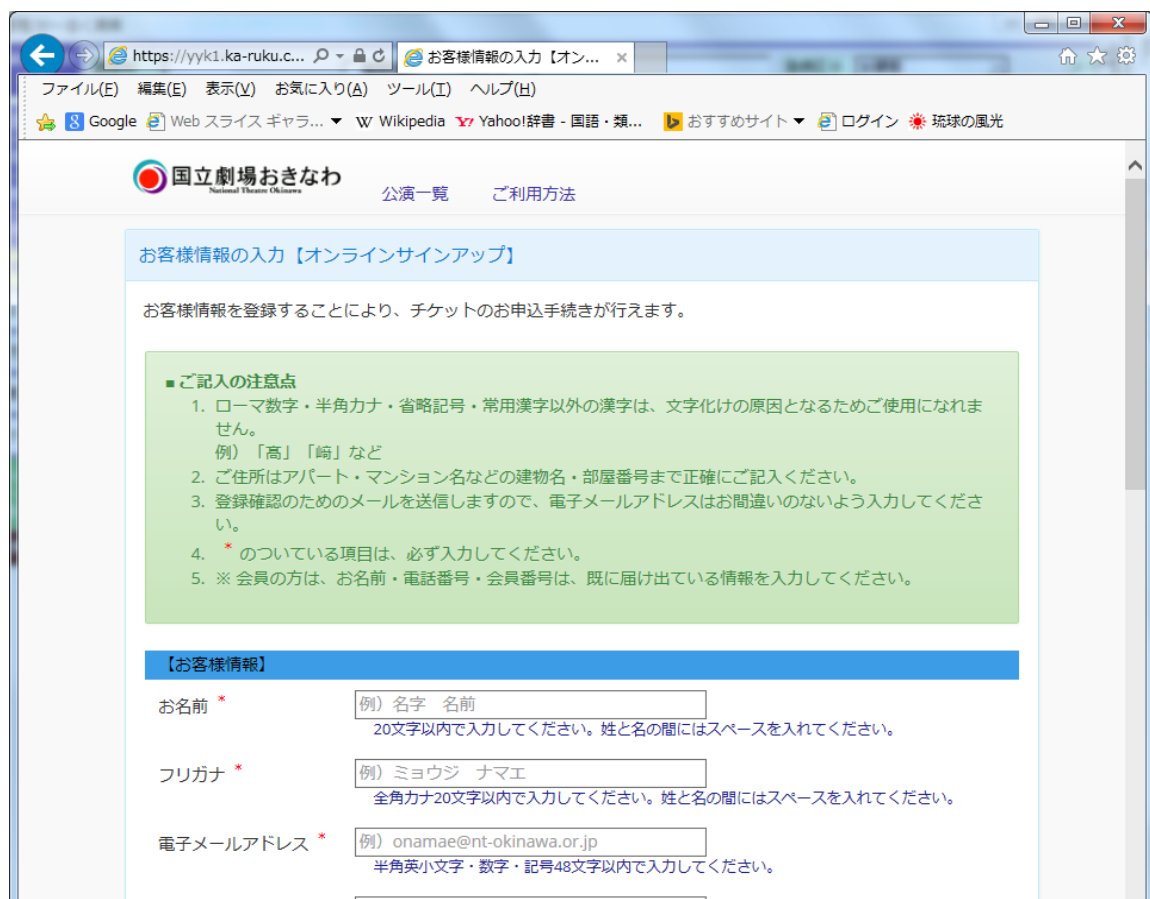 https://yyk1.ka-ruku.c...
お客様情報の入力【オン...
ファイル(F) 編集(E) 表示(V) お気に入り(A) ツール(T) ヘルプ(H)
Google Web スライス ギャラ... Wikipedia Yahoo!辞書 - 国語・類... おすすめサイト ログイン 琉球の風光
国立劇場おきなわ
National Theatre Okinawa
公演一覧 ご利用方法
お客様情報の入力【オンラインサインアップ】
お客様情報を登録することにより、チケットのお申込手続きが行えます。
■ご記入の注意点
1. ローマ数字・半角カナ・省略記号・常用漢字以外の漢字は、文字化けの原因となるためご使用になれま
せん。
例）「髙」「﨑」など
2. ご住所はアパート・マンション名などの建物名・部屋番号まで正確にご記入ください。
3. 登録確認のためのメールを送信しますので、電子メールアドレスはお間違いのないよう入力してくださ
い。
4. * のついている項目は、必ず入力してください。
5. ※ 会員の方は、お名前・電話番号・会員番号は、既に届け出ている情報を入力してください。
【お客様情報】
お名前 * 例）名字　名前
20文字以内で入力してください。姓と名の間にはスペースを入れてください。
フリガナ * 例）ミョウジ　ナマエ
全角カナ20文字以内で入力してください。姓と名の間にはスペースを入れてください。
電子メールアドレス * 例）onamae@nt-okinawa.or.jp
半角英小文字・数字・記号48文字以内で入力してください。